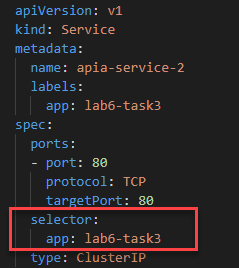 apiVersion: v1
kind: Service
metadata:
  name: apia-service-2
  labels:
    app: lab6-task3
spec:
  ports:
  - port: 80
    protocol: TCP
    targetPort: 80
  selector:
    app: lab6-task3
  type: ClusterIP